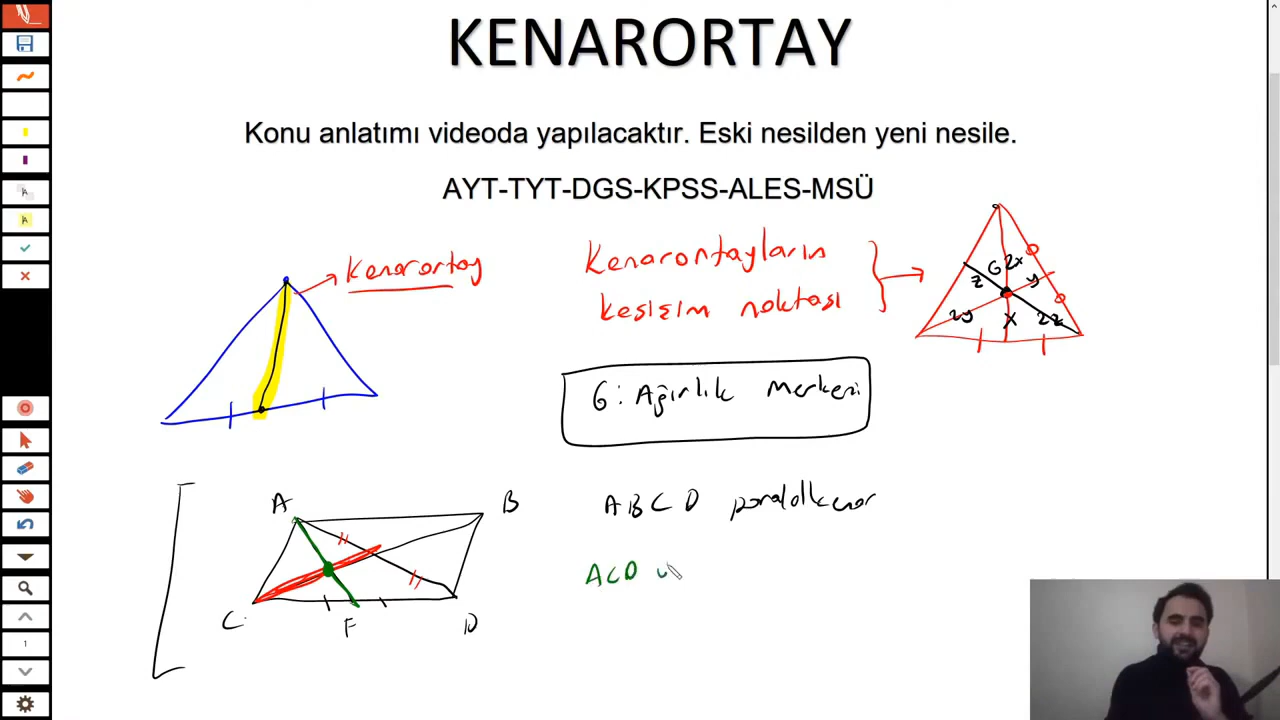 KENARORTAY
Konu anlatımı videoda yapılacaktır. Eski nesilden yeni nesile.
AYT-TYT-DGS-KPSS-ALES-MSÜ
Kenarortay
Kenarortayların
kesişim noktası
G 2x
z y
2y x 2z
G : Ağırlık merkezi
A B
C F D
A B C D paralelkenar
ACD
1